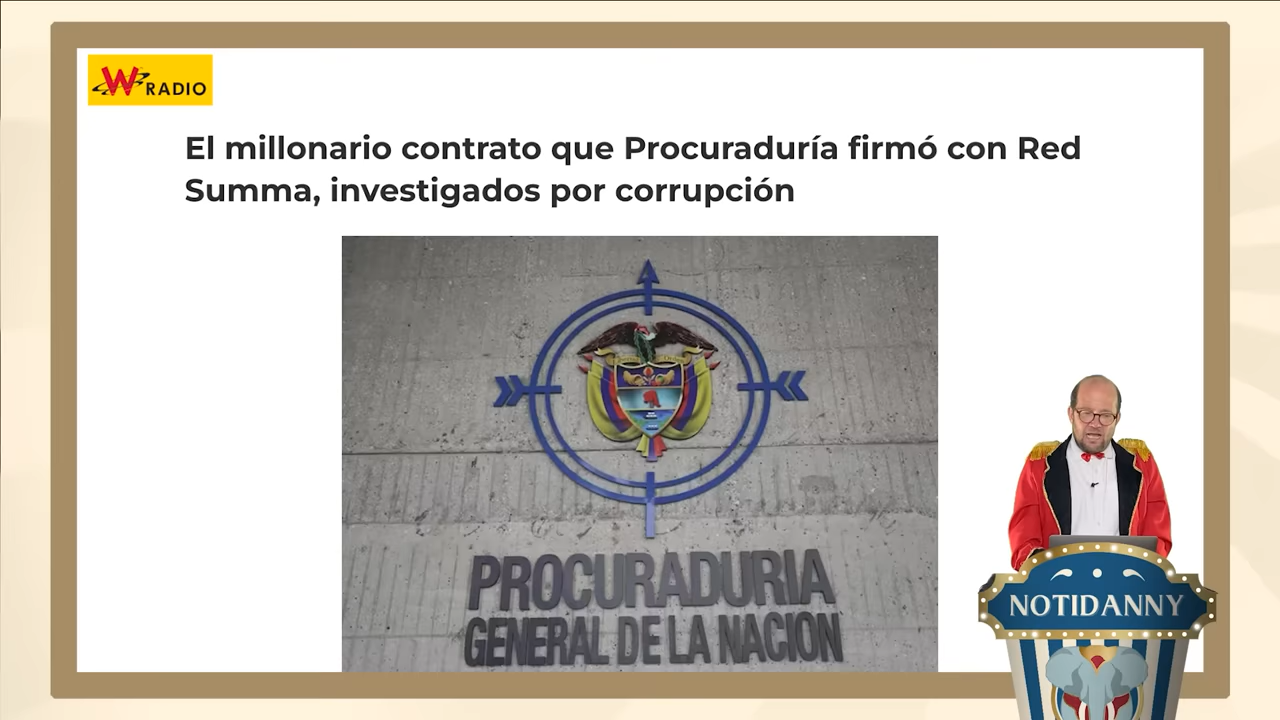 W RADIO
El millonario contrato que Procuraduría firmó con Red
Summa, investigados por corrupción
PROCURADURIA
GENERAL DE LA NACION
NOTIDANNY